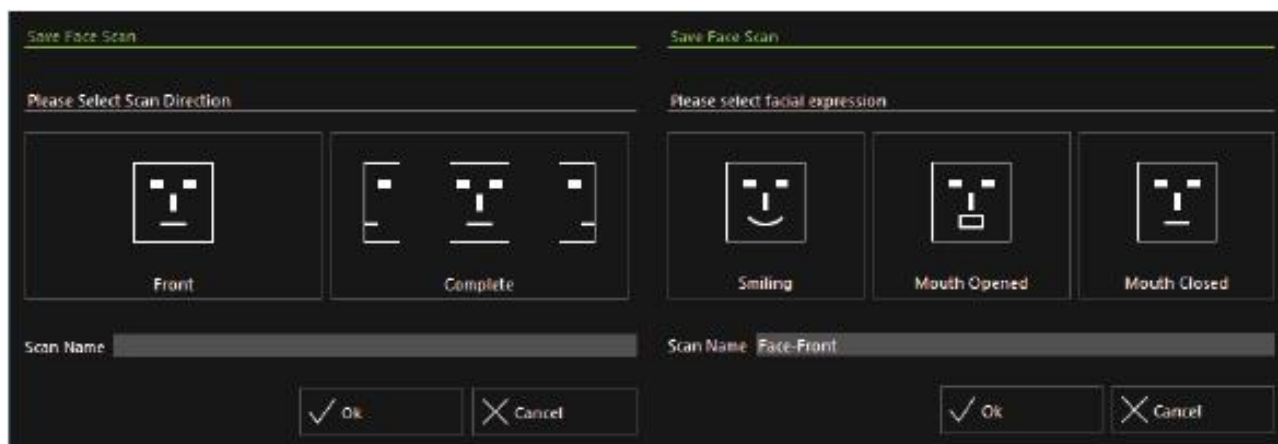 Save Face Scan
Please Select Scan Direction
Front Complete
Scan Name
Ok Cancel
Save Face Scan
Please select facial expression
Smiling Mouth Opened Mouth Closed
Scan Name Face-Front
Ok Cancel